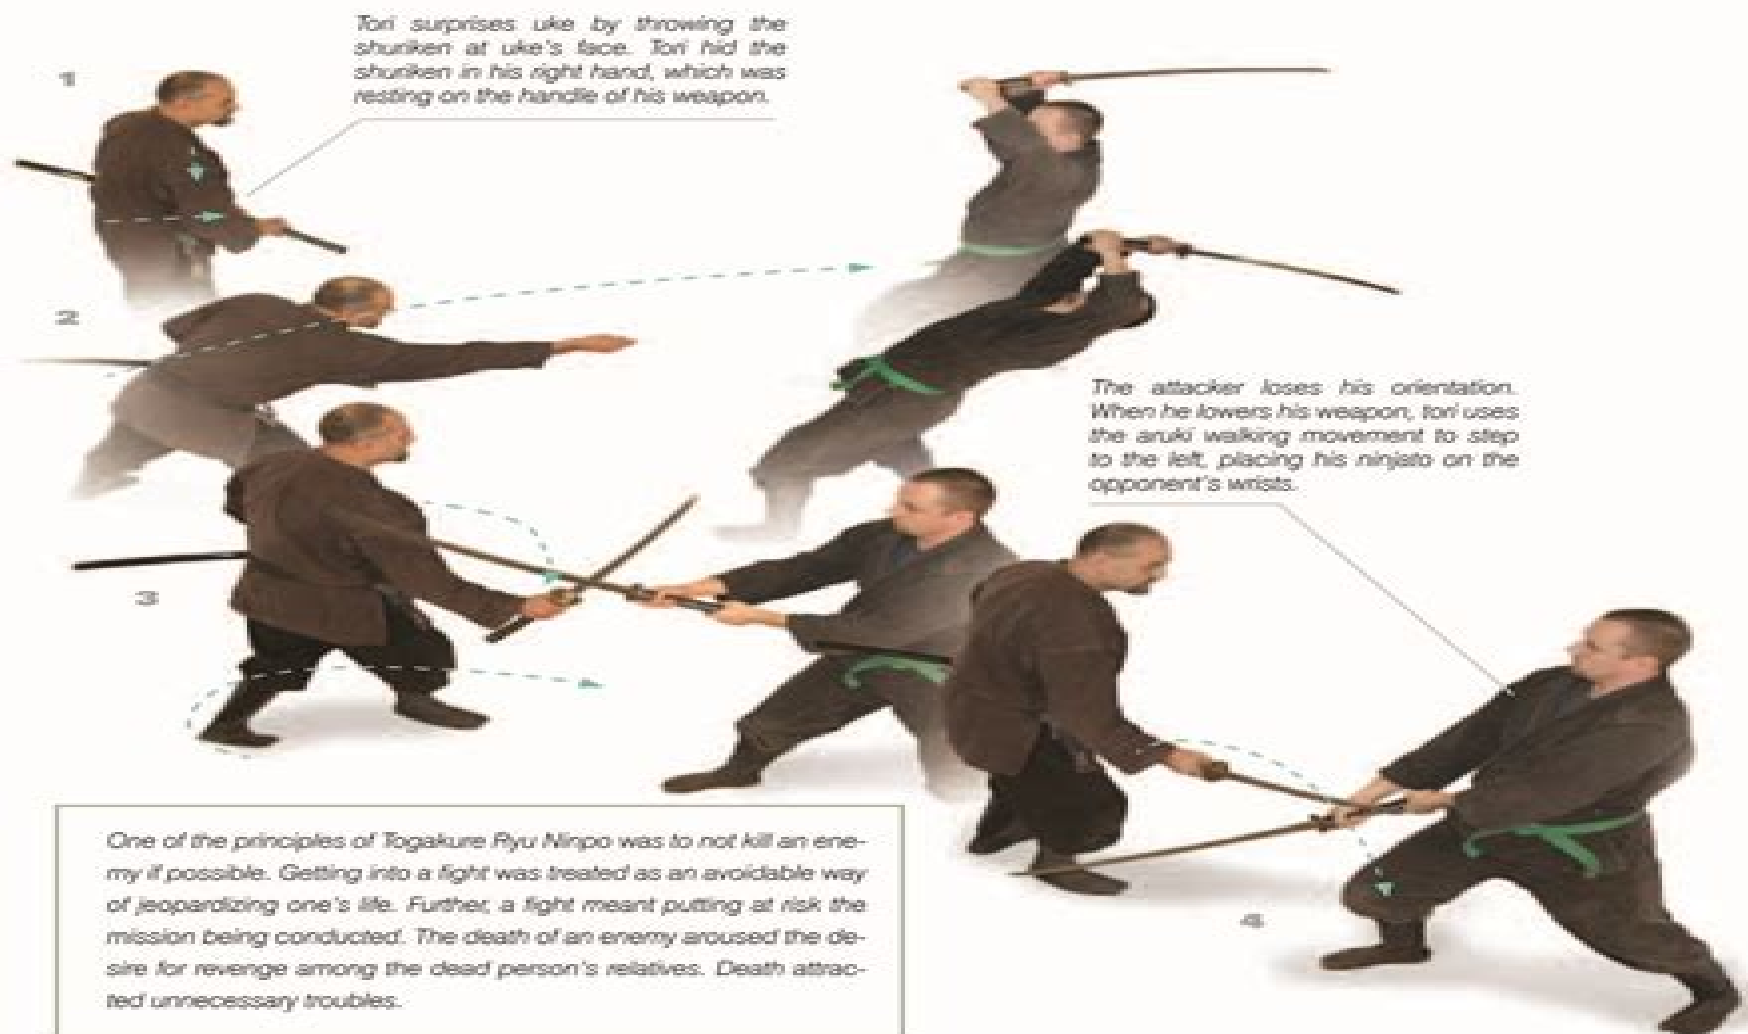 Tori surprises uke by throwing the
shuriken at uke's face. Tori hid the
shuriken in his right hand, which was
resting on the handle of his weapon.
1
2
The attacker loses his orientation.
When he lowers his weapon, tori uses
the aruki walking movement to step
to the left, placing his ninjato on the
opponent's wrists.
3
4
One of the principles of Togakure Ryu Ninpo was to not kill an ene-
my if possible. Getting into a fight was treated as an avoidable way
of jeopardizing one's life. Further, a fight meant putting at risk the
mission being conducted. The death of an enemy aroused the de-
sire for revenge among the dead person's relatives. Death attrac-
ted unnecessary troubles.